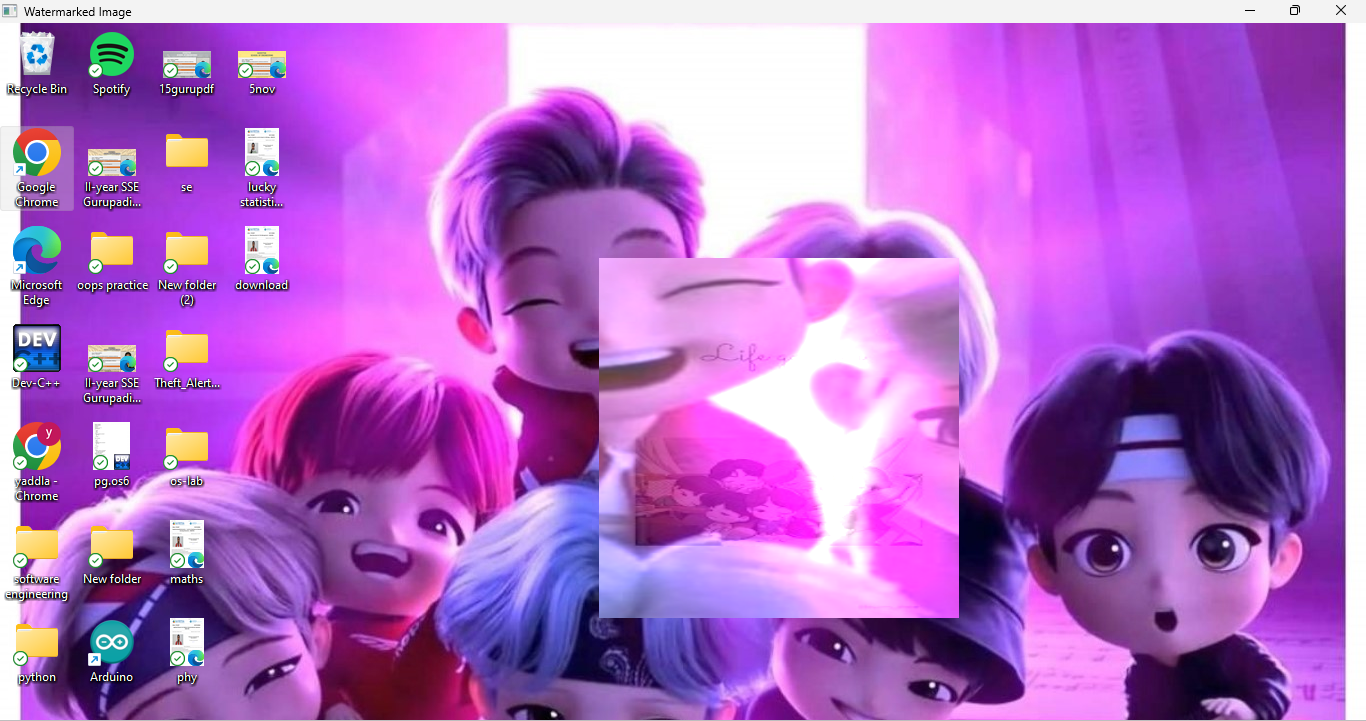 Watermarked Image
Recycle Bin
Spotify
15gurupdf
5nov
Google
Chrome
II-year SSE
Gurupadi...
se
lucky
statisti...
Microsoft
Edge
oops practice
New folder
(2)
download
DEV
C++
Dev-C++
II-year SSE
Gurupadi...
Theft_Alert...
y
yaddla -
Chrome
DEV
pg.os6
os-lab
software
engineering
New folder
maths
python
Arduino
phy
Life